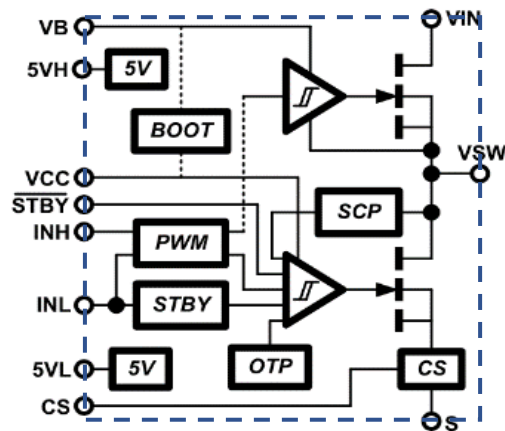 VB
VIN
5VH
5V
BOOT
VSW
VCC
STBY
SCP
INH
PWM
INL
STBY
OTP
CS
5VL
5V
CS
S